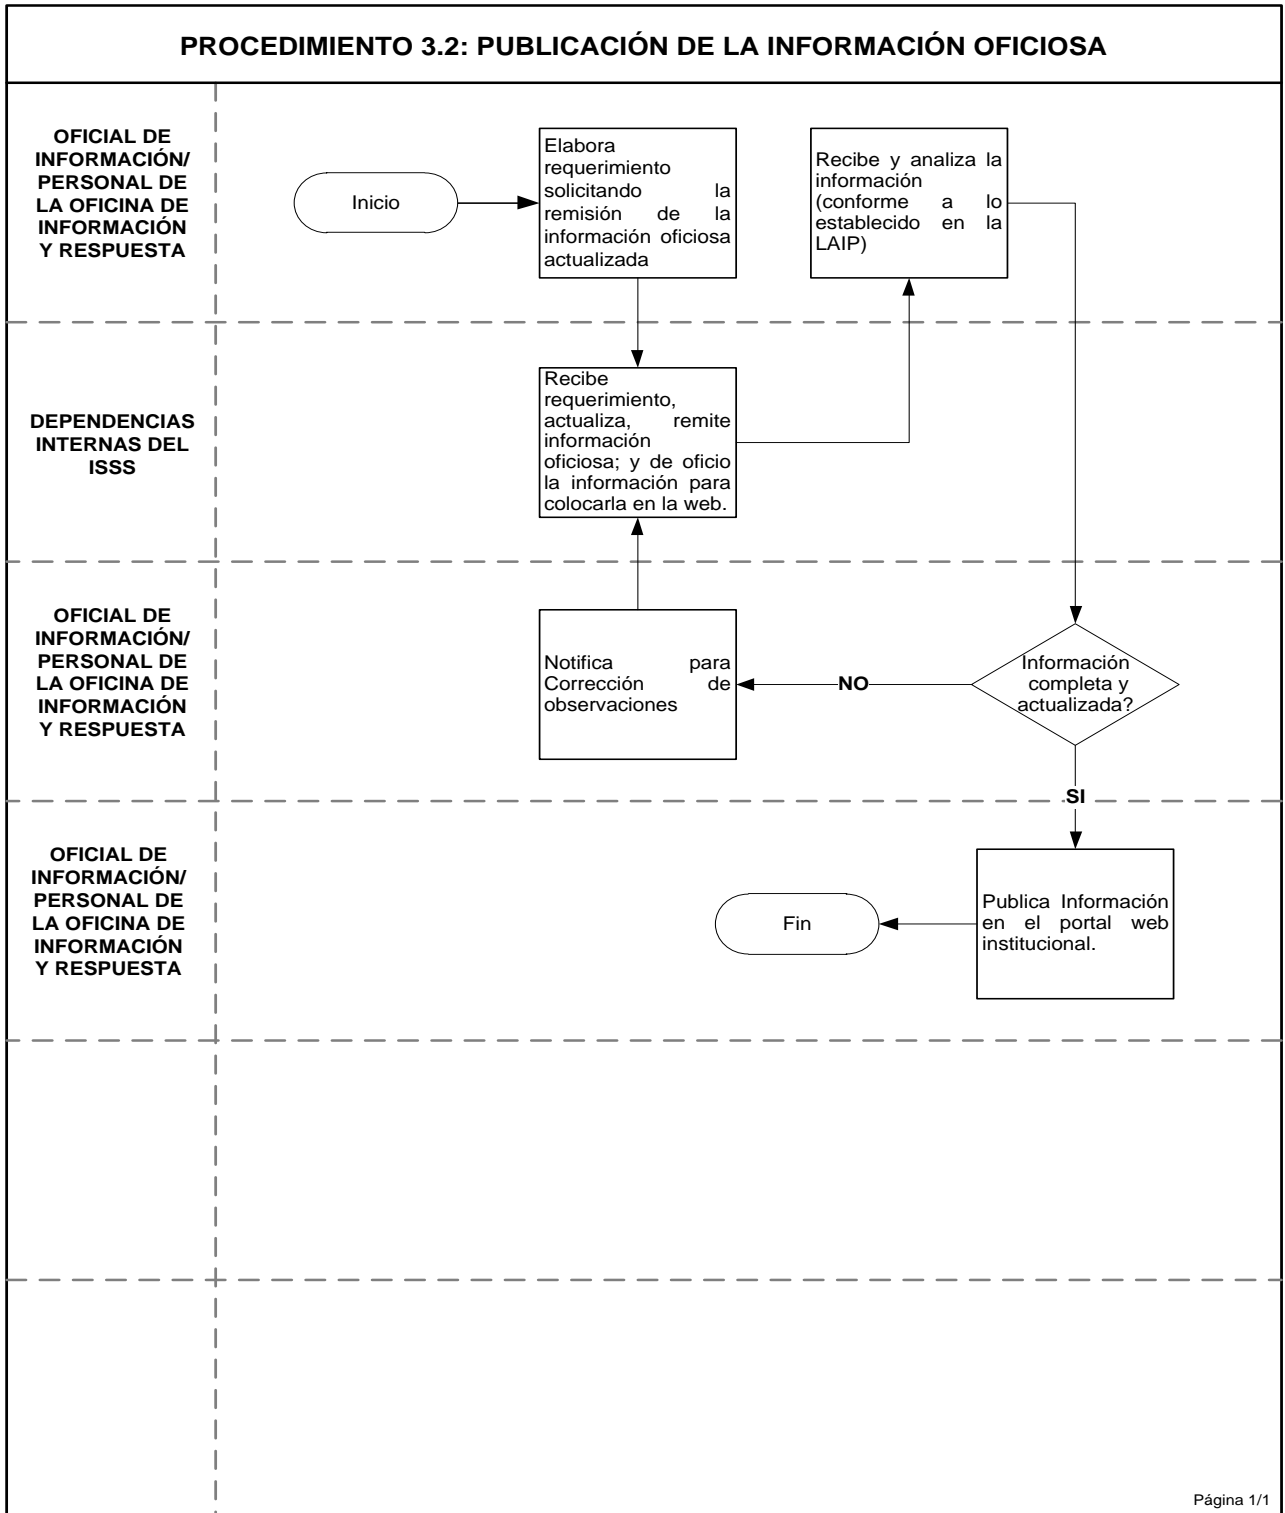 PROCEDIMIENTO 3.2: PUBLICACIÓN DE LA INFORMACIÓN OFICIOSA
OFICIAL DE
INFORMACIÓN/
PERSONAL DE
LA OFICINA DE
INFORMACIÓN
Y RESPUESTA
Inicio
Elabora
requerimiento
solicitando la
remisión de la
información oficiosa
actualizada
Recibe y analiza la
información
(conforme a lo
establecido en la
LAIP)
DEPENDENCIAS
INTERNAS DEL
ISSS
Recibe
requerimiento,
actualiza, remite
información
oficiosa; y de oficio
la información para
colocarla en la web.
OFICIAL DE
INFORMACIÓN/
PERSONAL DE
LA OFICINA DE
INFORMACIÓN
Y RESPUESTA
Notifica para
Corrección de
observaciones
NO
Información
completa y
actualizada?
SI
OFICIAL DE
INFORMACIÓN/
PERSONAL DE
LA OFICINA DE
INFORMACIÓN
Y RESPUESTA
Fin
Publica Información
en el portal web
institucional.
Página 1/1